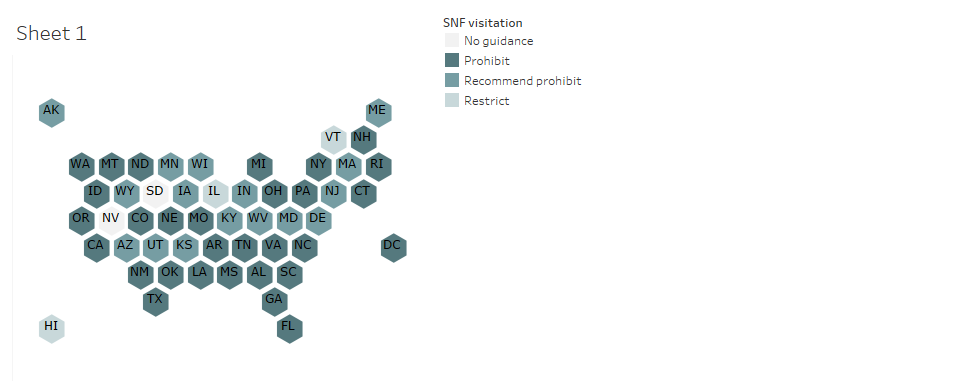 Sheet 1
SNF visitation
No guidance
Prohibit
Recommend prohibit
Restrict
AK ME
VT NH
WA MT ND MN WI MI NY MA RI
ID WY SD IA IL IN OH PA NJ CT
OR NV CO NE MO KY WV MD DE
CA AZ UT KS AR TN VA NC DC
NM OK LA MS AL SC
TX GA
HI FL